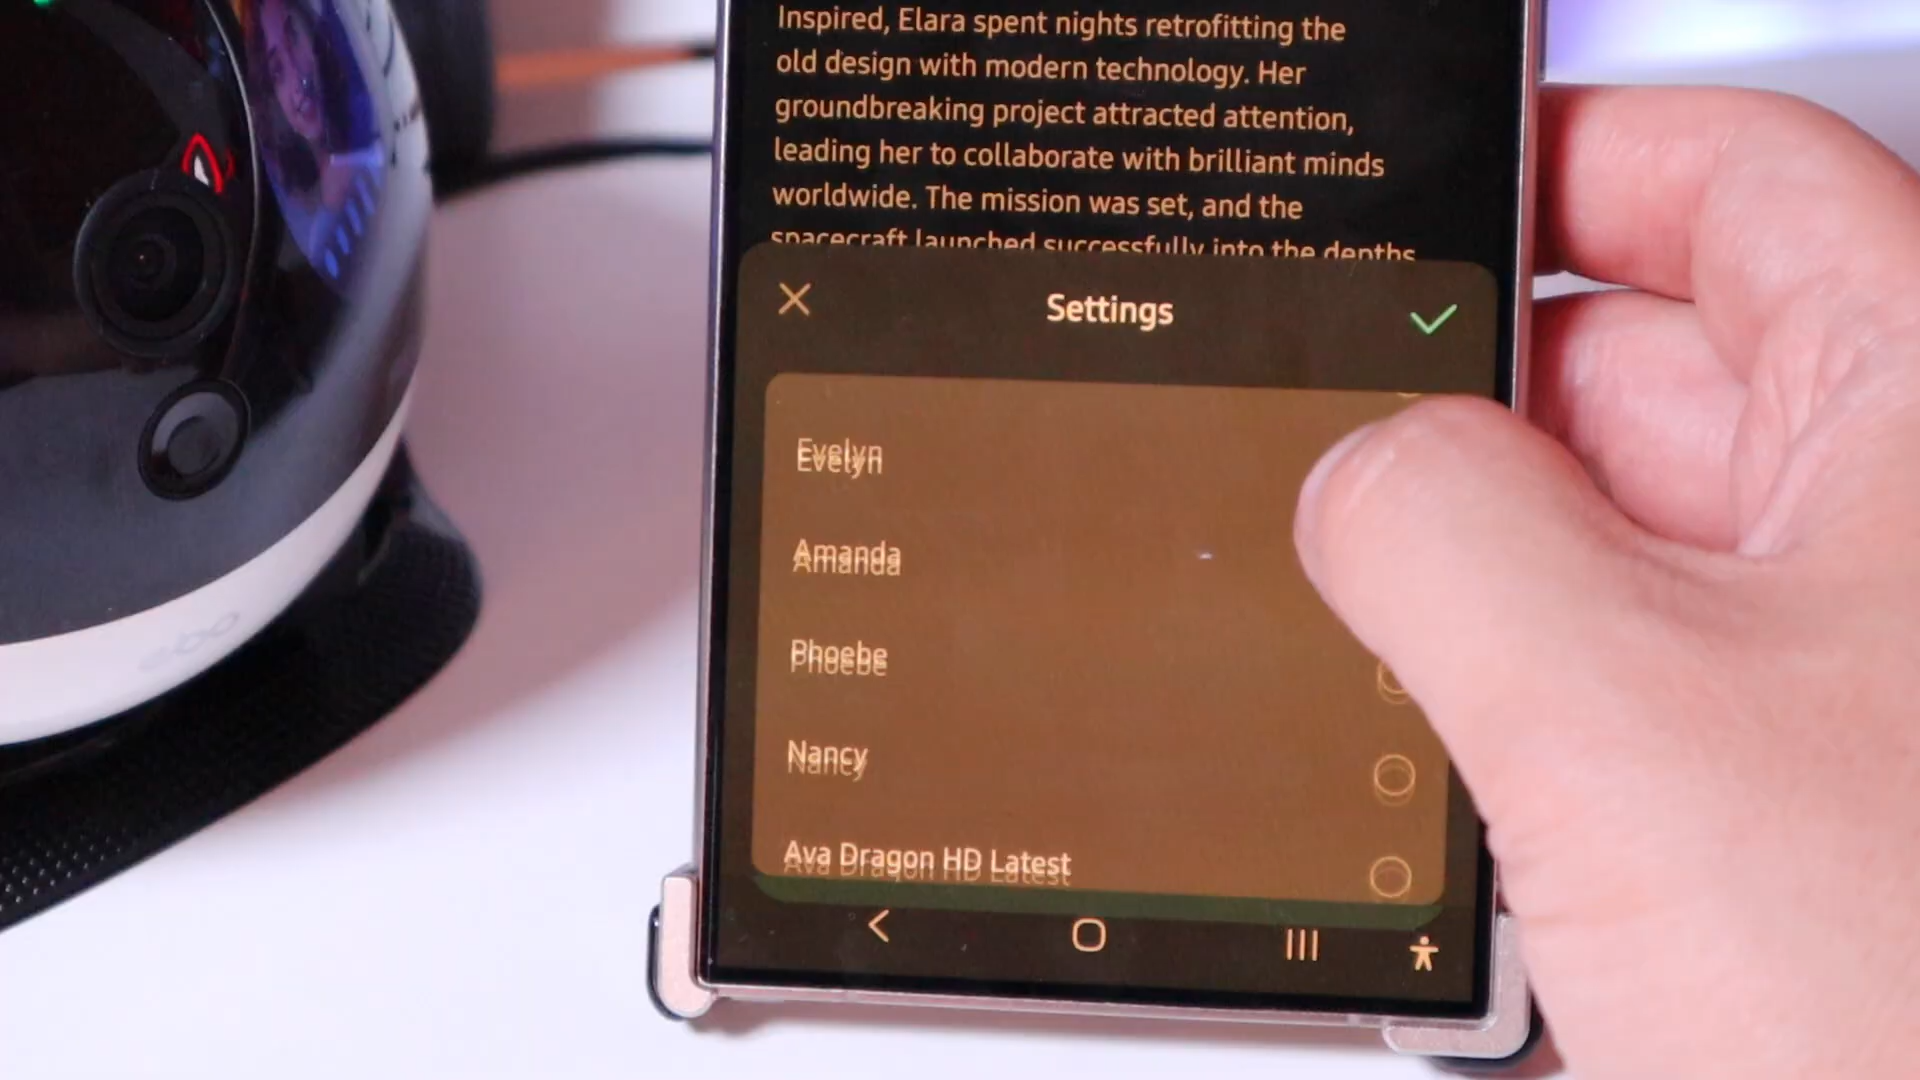 Inspired, Elara spent nights retrofitting the
old design with modern technology. Her
groundbreaking project attracted attention,
leading her to collaborate with brilliant minds
worldwide. The mission was set, and the
spacecraft launched successfully into the depths
Settings
Evelyn
Amanda
Phoebe
Nancy
Ava Dragon HD Latest
ebo